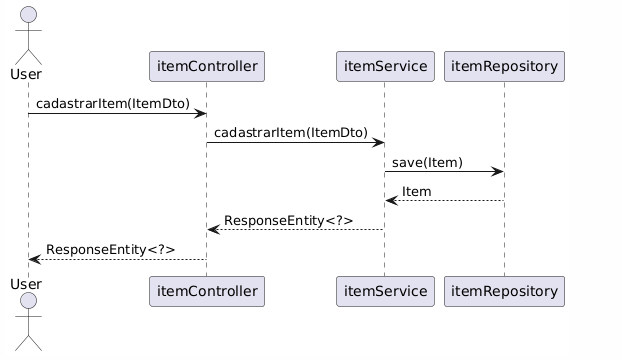 User
itemController
itemService
itemRepository
cadastrarItem(ItemDto)
cadastrarItem(ItemDto)
save(Item)
Item
ResponseEntity<?>
ResponseEntity<?>
User
itemController
itemService
itemRepository